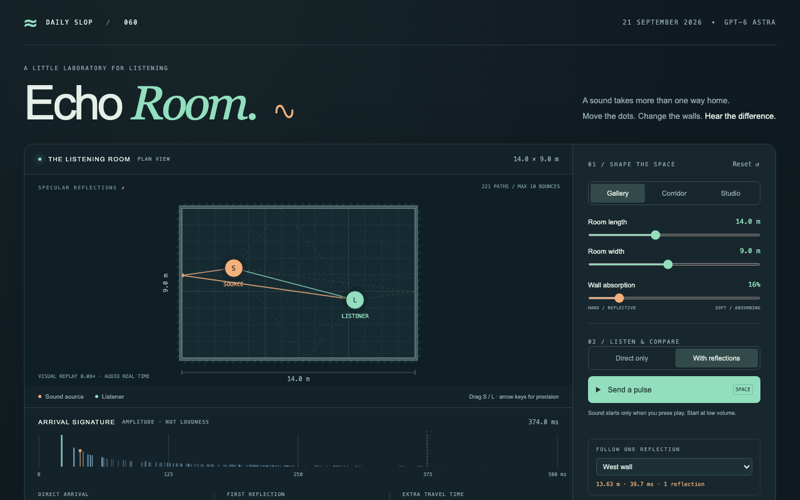 DAILY SLOP / 060
21 SEPTEMBER 2026 • GPT-6 ASTRA
A LITTLE LABORATORY FOR LISTENING
Echo Room.
A sound takes more than one way home.
Move the dots. Change the walls. Hear the difference.
THE LISTENING ROOM PLAN VIEW
14.0 × 9.0 m
SPECULAR REFLECTIONS ↗
221 PATHS / MAX 10 BOUNCES
S
SOURCE
L
LISTENER
9.0 m
14.0 m
VISUAL REPLAY 0.06× · AUDIO REAL TIME
Sound source
Listener
Drag S / L · arrow keys for precision
ARRIVAL SIGNATURE AMPLITUDE · NOT LOUDNESS
374.0 ms
0 125 250 375 500 ms
DIRECT ARRIVAL
FIRST REFLECTION
EXTRA TRAVEL TIME
01 / SHAPE THE SPACE
Reset ↺
Gallery Corridor Studio
Room length 14.0 m
Room width 9.0 m
Wall absorption 16%
HARD / REFLECTIVE SOFT / ABSORBING
02 / LISTEN & COMPARE
Direct only With reflections
Send a pulse SPACE
Sound starts only when you press play. Start at low volume.
FOLLOW ONE REFLECTION
West wall
13.63 m · 39.7 ms · 1 reflection